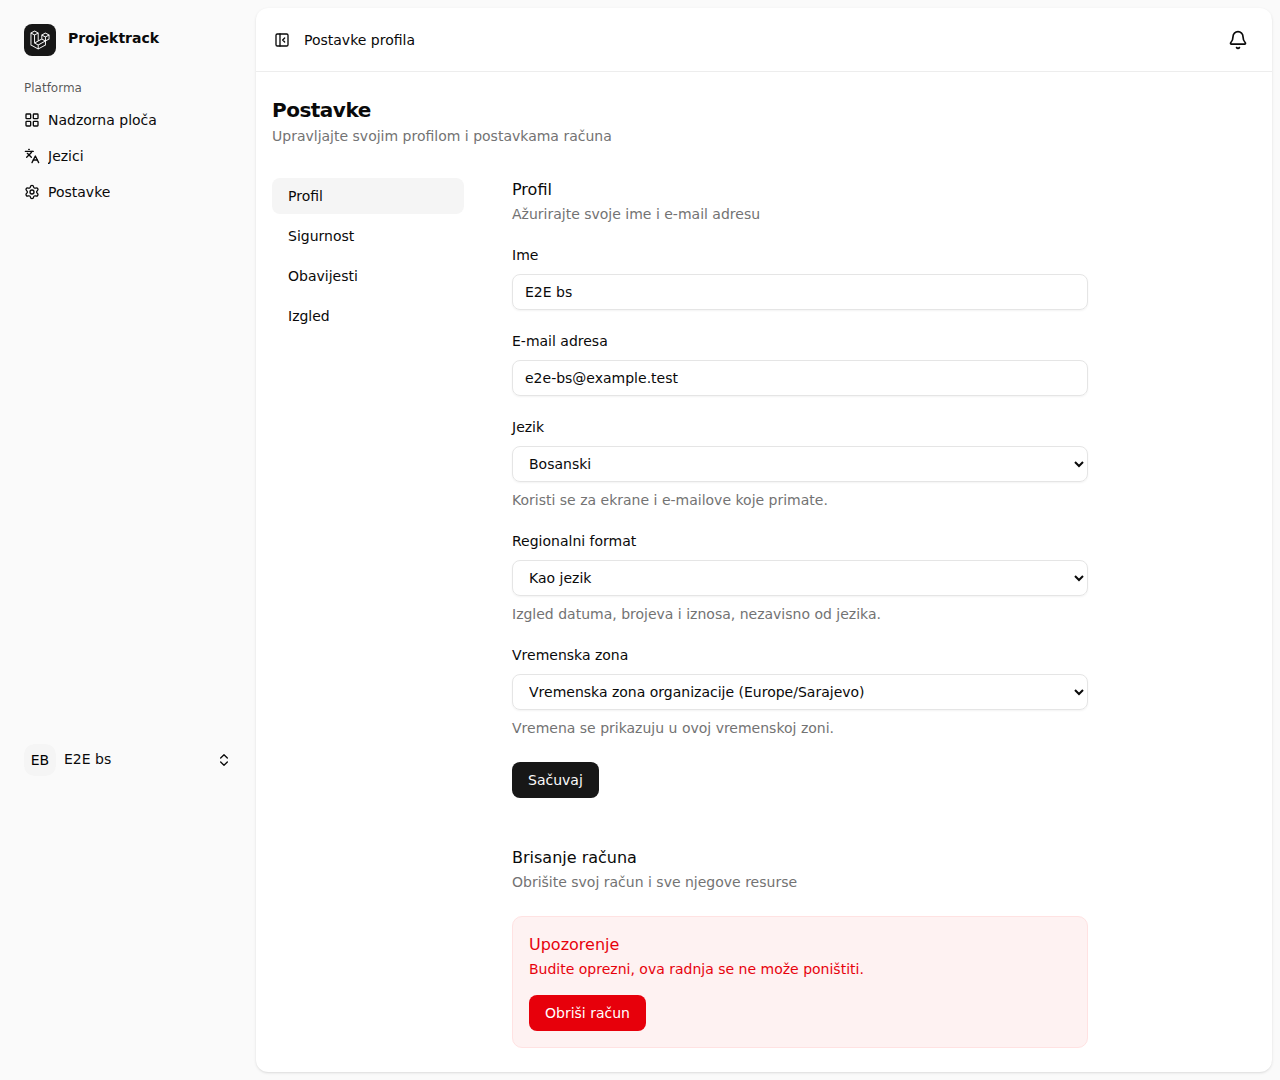 Projektrack
Platforma
Nadzorna ploča
Jezici
Postavke
EB
E2E bs
Postavke profila
Postavke
Upravljajte svojim profilom i postavkama računa
Profil
Sigurnost
Obavijesti
Izgled
Profil
Ažurirajte svoje ime i e-mail adresu
Ime
E2E bs
E-mail adresa
e2e-bs@example.test
Jezik
Bosanski
Koristi se za ekrane i e-mailove koje primate.
Regionalni format
Kao jezik
Izgled datuma, brojeva i iznosa, nezavisno od jezika.
Vremenska zona
Vremenska zona organizacije (Europe/Sarajevo)
Vremena se prikazuju u ovoj vremenskoj zoni.
Sačuvaj
Brisanje računa
Obrišite svoj račun i sve njegove resurse
Upozorenje
Budite oprezni, ova radnja se ne može poništiti.
Obriši račun